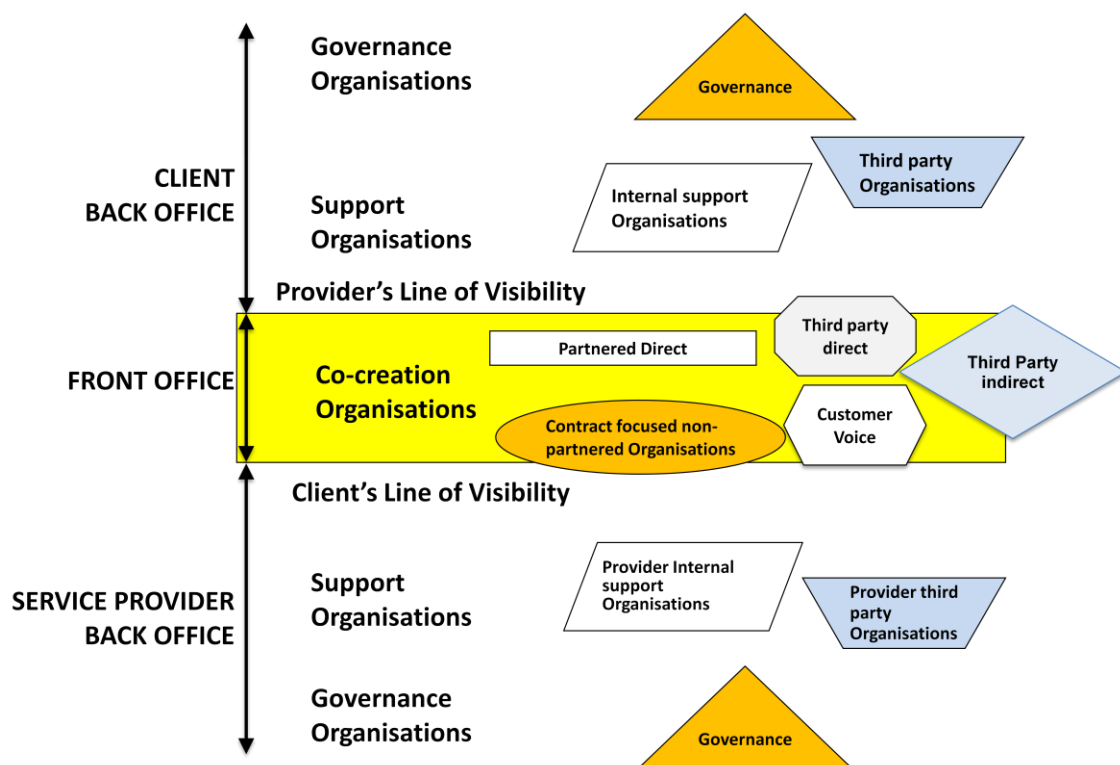 Governance
Organisations
Governance
CLIENT
BACK OFFICE
Third party
Organisations
Support
Organisations
Internal support
Organisations
Provider's Line of Visibility
FRONT OFFICE
Co-creation
Organisations
Partnered Direct
Third party
direct
Third Party
indirect
Contract focused non-
partnered Organisations
Customer
Voice
Client's Line of Visibility
SERVICE PROVIDER
BACK OFFICE
Support
Organisations
Provider Internal
support
Organisations
Provider third
party
Organisations
Governance
Organisations
Governance